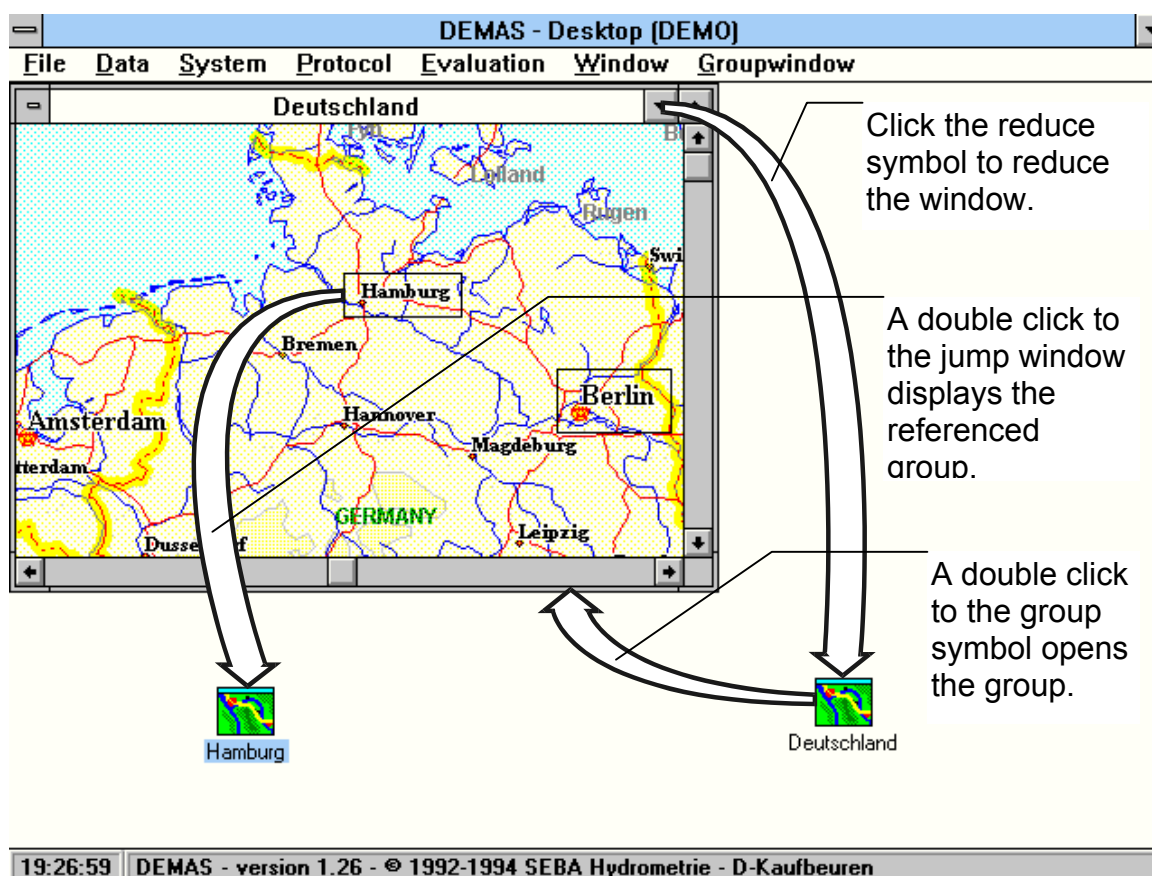 DEMAS - Desktop (DEMO)
File Data System Protocol Evaluation Window Groupwindow
Deutschland
Fyn
Lolland
Rugen
Swi
Hamburg
Bremen
Berlin
Amsterdam
Hannover
Magdeburg
tterdam
GERMANY
Leipzig
Click the reduce
symbol to reduce
the window.
A double click to
the jump window
displays the
referenced
group.
A double click
to the group
symbol opens
the group.
Hamburg
Deutschland
19:26:59 DEMAS - version 1.26 - © 1992-1994 SEBA Hydrometrie - D-Kaufbeuren